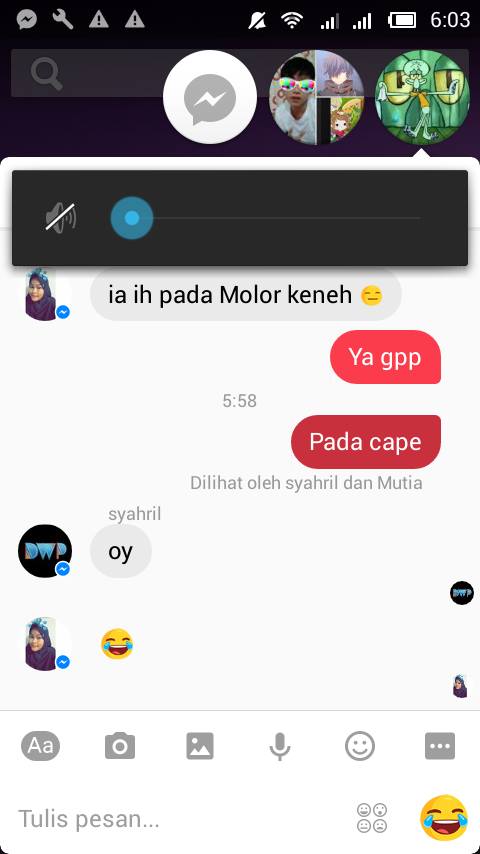 6:03
ia ih pada Molor keneh 😑
Ya gpp
5:58
Pada cape
Dilihat oleh syahril dan Mutia
syahril
DWP
oy
DWP
😂
Aa
Tulis pesan...